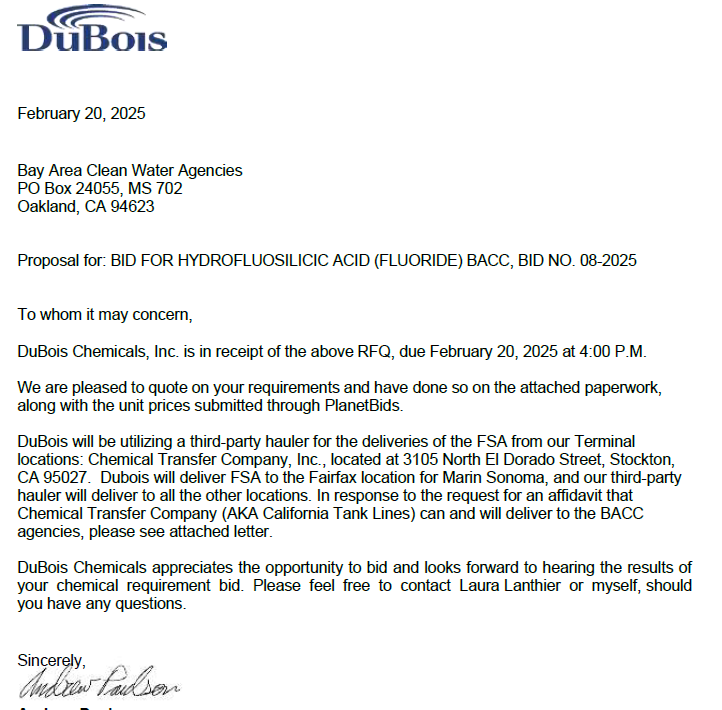 DuBois
February 20, 2025
Bay Area Clean Water Agencies
PO Box 24055, MS 702
Oakland, CA 94623
Proposal for: BID FOR HYDROFLUOSILICIC ACID (FLUORIDE) BACC, BID NO. 08-2025
To whom it may concern,
DuBois Chemicals, Inc. is in receipt of the above RFQ, due February 20, 2025 at 4:00 P.M.
We are pleased to quote on your requirements and have done so on the attached paperwork,
along with the unit prices submitted through PlanetBids.
DuBois will be utilizing a third-party hauler for the deliveries of the FSA from our Terminal
locations: Chemical Transfer Company, Inc., located at 3105 North El Dorado Street, Stockton,
CA 95027.  Dubois will deliver FSA to the Fairfax location for Marin Sonoma, and our third-party
hauler will deliver to all the other locations. In response to the request for an affidavit that
Chemical Transfer Company (AKA California Tank Lines) can and will deliver to the BACC
agencies, please see attached letter.
DuBois Chemicals appreciates the opportunity to bid and looks forward to hearing the results of
your chemical requirement bid. Please feel free to contact Laura Lanthier or myself, should
you have any questions.
Sincerely,
Andrew Paulson